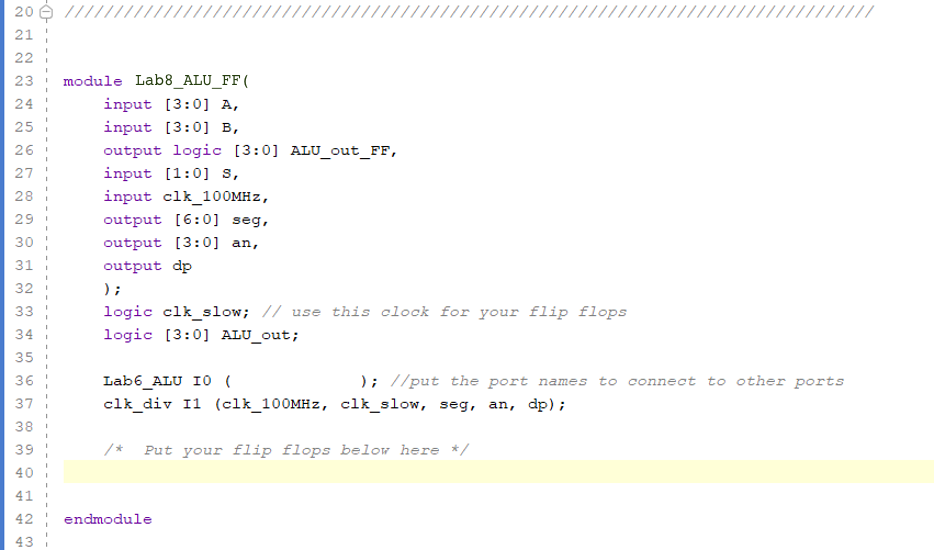 20 //////////////////////////////////////////////////////////////////////////////////
21
22
23 module Lab8_ALU_FF(
24     input [3:0] A,
25     input [3:0] B,
26     output logic [3:0] ALU_out_FF,
27     input [1:0] S,
28     input clk_100MHz,
29     output [6:0] seg,
30     output [3:0] an,
31     output dp
32     );
33     logic clk_slow; // use this clock for your flip flops
34     logic [3:0] ALU_out;
35
36     Lab6_ALU I0 (             ); //put the port names to connect to other ports
37     clk_div I1 (clk_100MHz, clk_slow, seg, an, dp);
38
39     /*  Put your flip flops below here */
40
41
42 endmodule
43